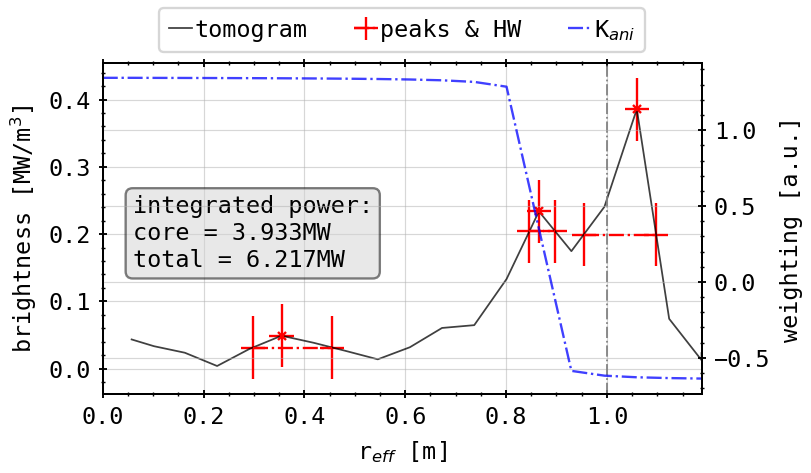 tomogram peaks & HW K_ani
brightness [MW/m³]
0.4
0.3
0.2
0.1
0.0
integrated power:
core = 3.933MW
total = 6.217MW
1.0
0.5
0.0
−0.5
weighting [a.u.]
0.0 0.2 0.4 0.6 0.8 1.0
r_eff [m]